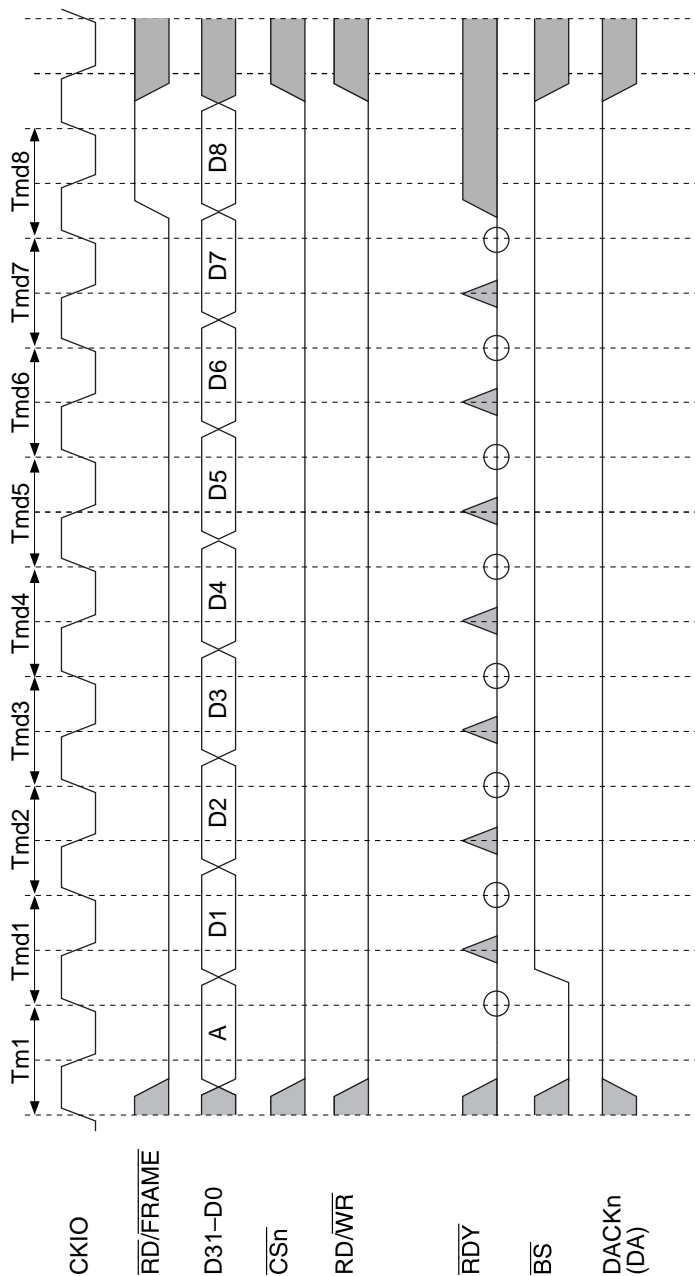 Tm1 Tmd1 Tmd2 Tmd3 Tmd4 Tmd5 Tmd6 Tmd7 Tmd8
CKIO
RD/FRAME
D31–D0 A D1 D2 D3 D4 D5 D6 D7 D8
CSn
RD/WR
RDY
BS
DACKn
(DA)